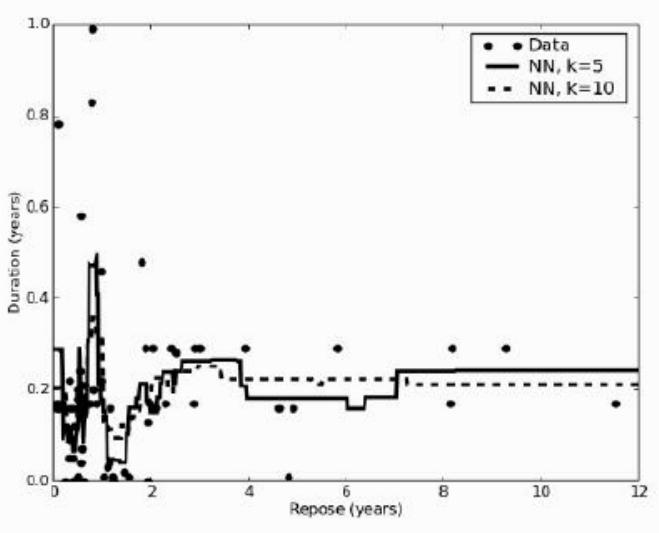 1.0
0.8
0.6
0.4
0.2
0.0
Duration (years)
Data
NN, k=5
NN, k=10
0 2 4 6 8 10 12
Repose (years)